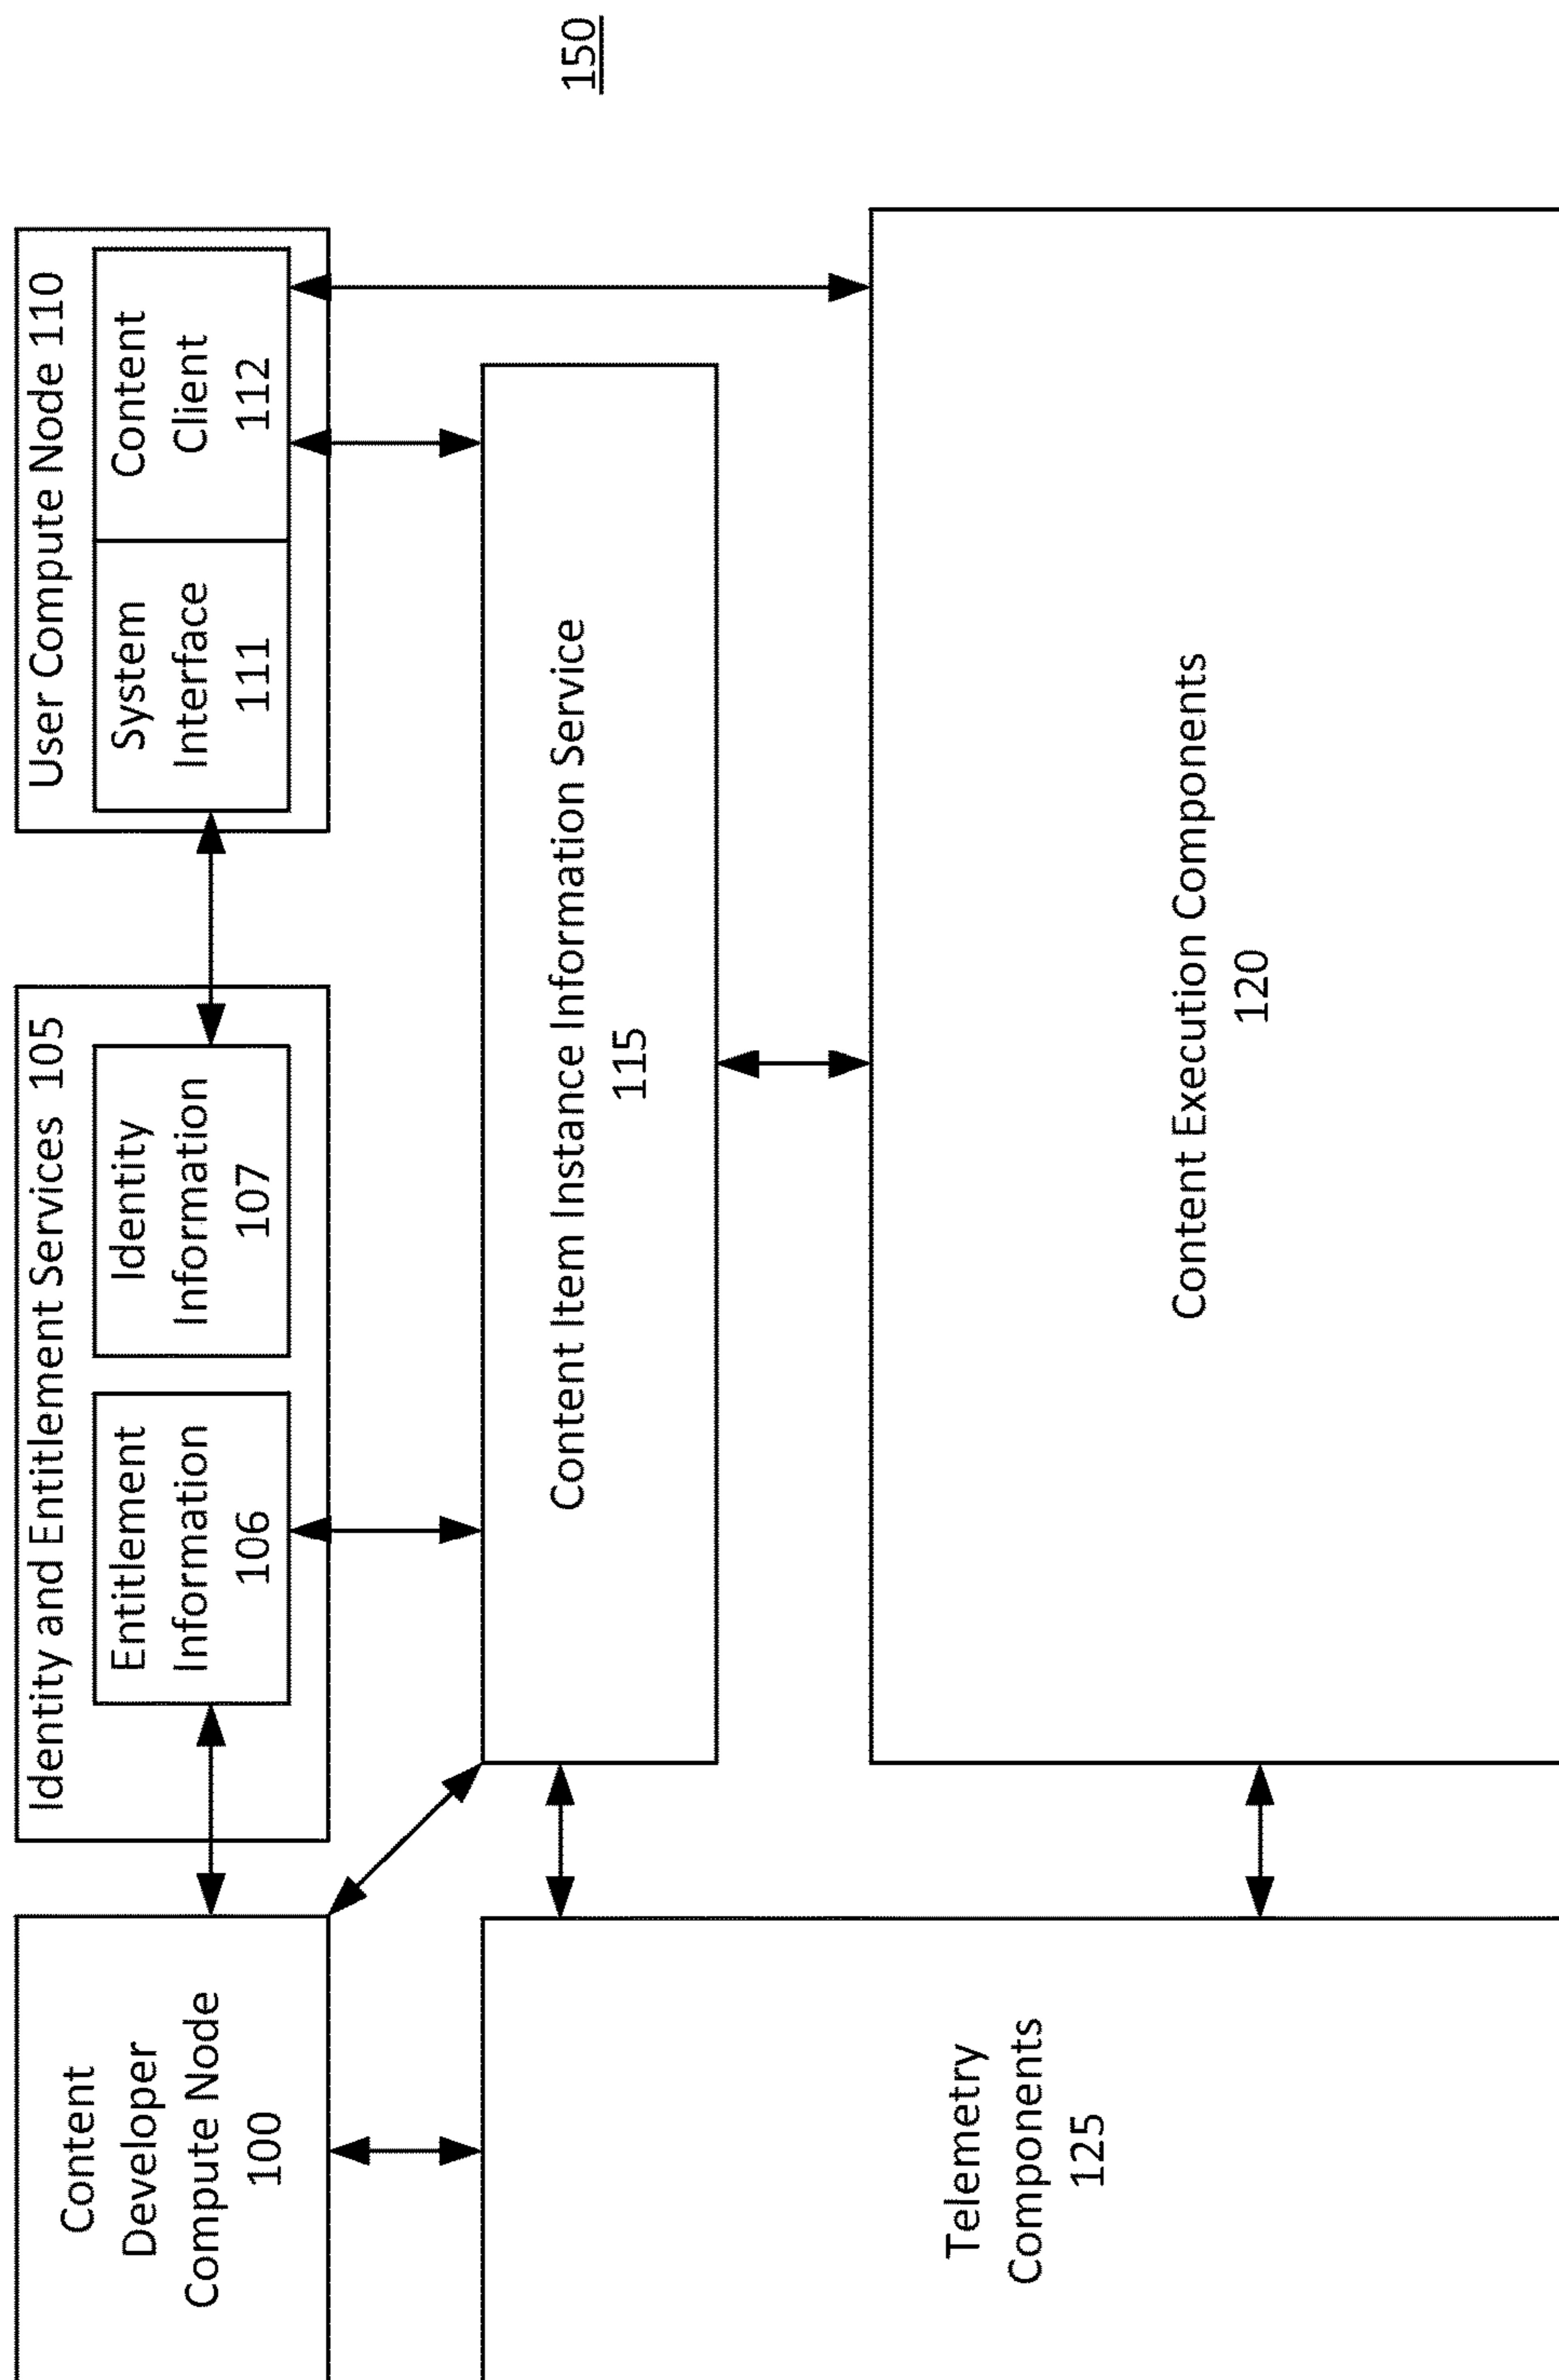 Content
Developer
Compute Node
100
Identity and Entitlement Services 105
Entitlement
Information
106
Identity
Information
107
User Compute Node 110
System
Interface
111
Content
Client
112
Content Item Instance Information Service
115
Telemetry
Components
125
Content Execution Components
120
150